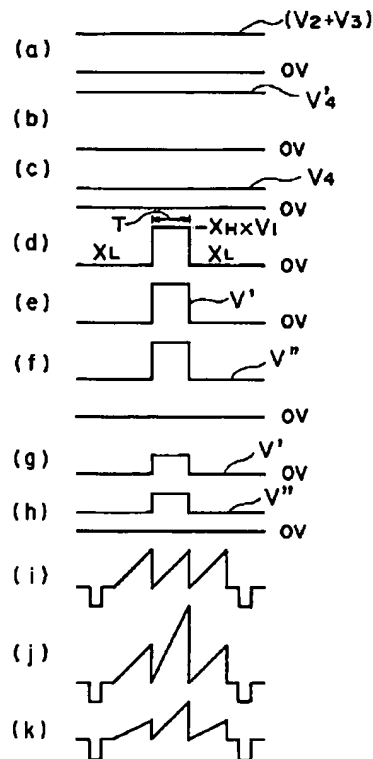 (V2+V3)
(a)
OV
V'4
(b)
OV
(c)
V4
OV
T
-XH×V1
(d)
XL
XL
OV
(e)
V'
OV
(f)
V"
OV
(g)
V'
OV
(h)
V"
OV
(i)
(j)
(k)